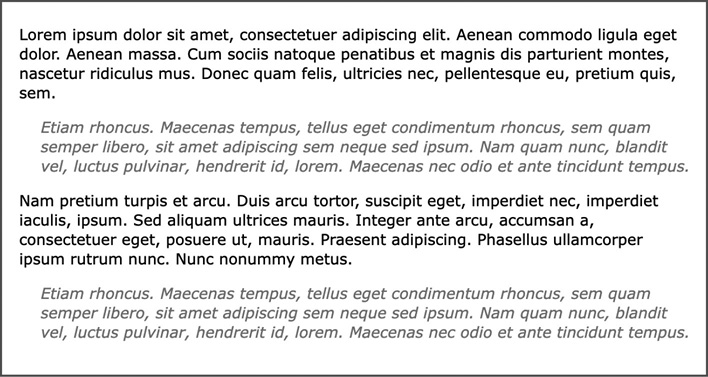 Lorem ipsum dolor sit amet, consectetuer adipiscing elit. Aenean commodo ligula eget
dolor. Aenean massa. Cum sociis natoque penatibus et magnis dis parturient montes,
nascetur ridiculus mus. Donec quam felis, ultricies nec, pellentesque eu, pretium quis,
sem.
Etiam rhoncus. Maecenas tempus, tellus eget condimentum rhoncus, sem quam
semper libero, sit amet adipiscing sem neque sed ipsum. Nam quam nunc, blandit
vel, luctus pulvinar, hendrerit id, lorem. Maecenas nec odio et ante tincidunt tempus.
Nam pretium turpis et arcu. Duis arcu tortor, suscipit eget, imperdiet nec, imperdiet
iaculis, ipsum. Sed aliquam ultrices mauris. Integer ante arcu, accumsan a,
consectetuer eget, posuere ut, mauris. Praesent adipiscing. Phasellus ullamcorper
ipsum rutrum nunc. Nunc nonummy metus.
Etiam rhoncus. Maecenas tempus, tellus eget condimentum rhoncus, sem quam
semper libero, sit amet adipiscing sem neque sed ipsum. Nam quam nunc, blandit
vel, luctus pulvinar, hendrerit id, lorem. Maecenas nec odio et ante tincidunt tempus.